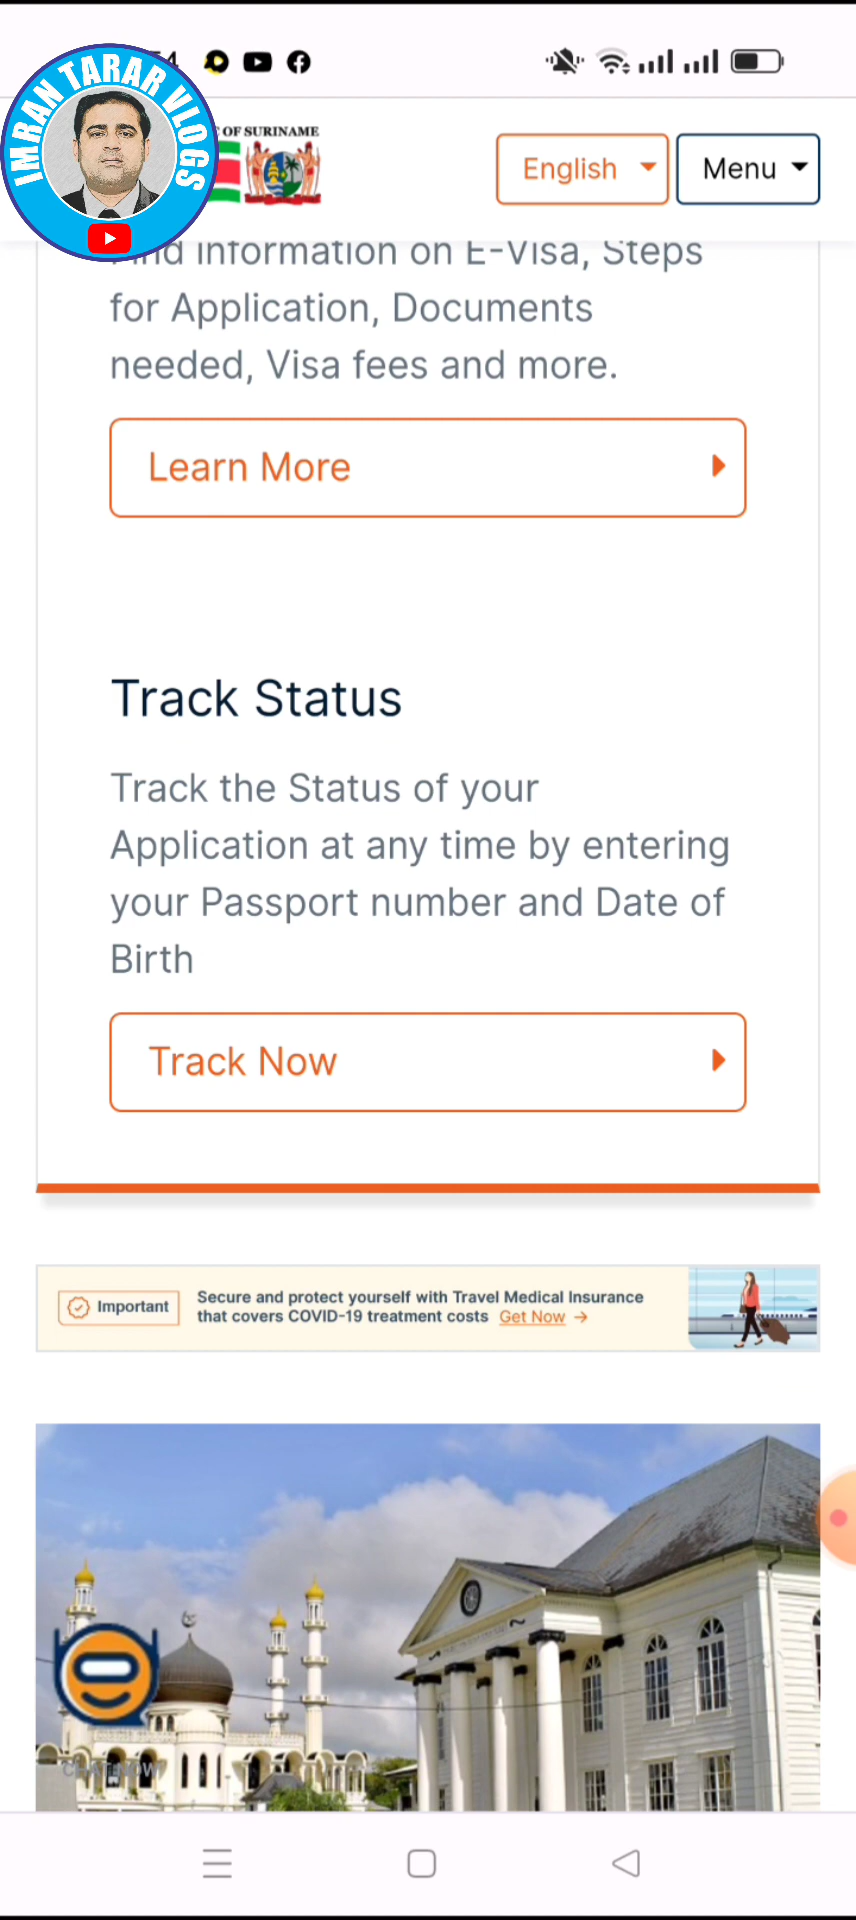 IMRAN TARAR VLOGS
OF SURINAME
English
Menu
Find information on E-Visa, Steps
for Application, Documents
needed, Visa fees and more.
Learn More
Track Status
Track the Status of your
Application at any time by entering
your Passport number and Date of
Birth
Track Now
Important
Secure and protect yourself with Travel Medical Insurance
that covers COVID-19 treatment costs Get Now →
CHAT NOW